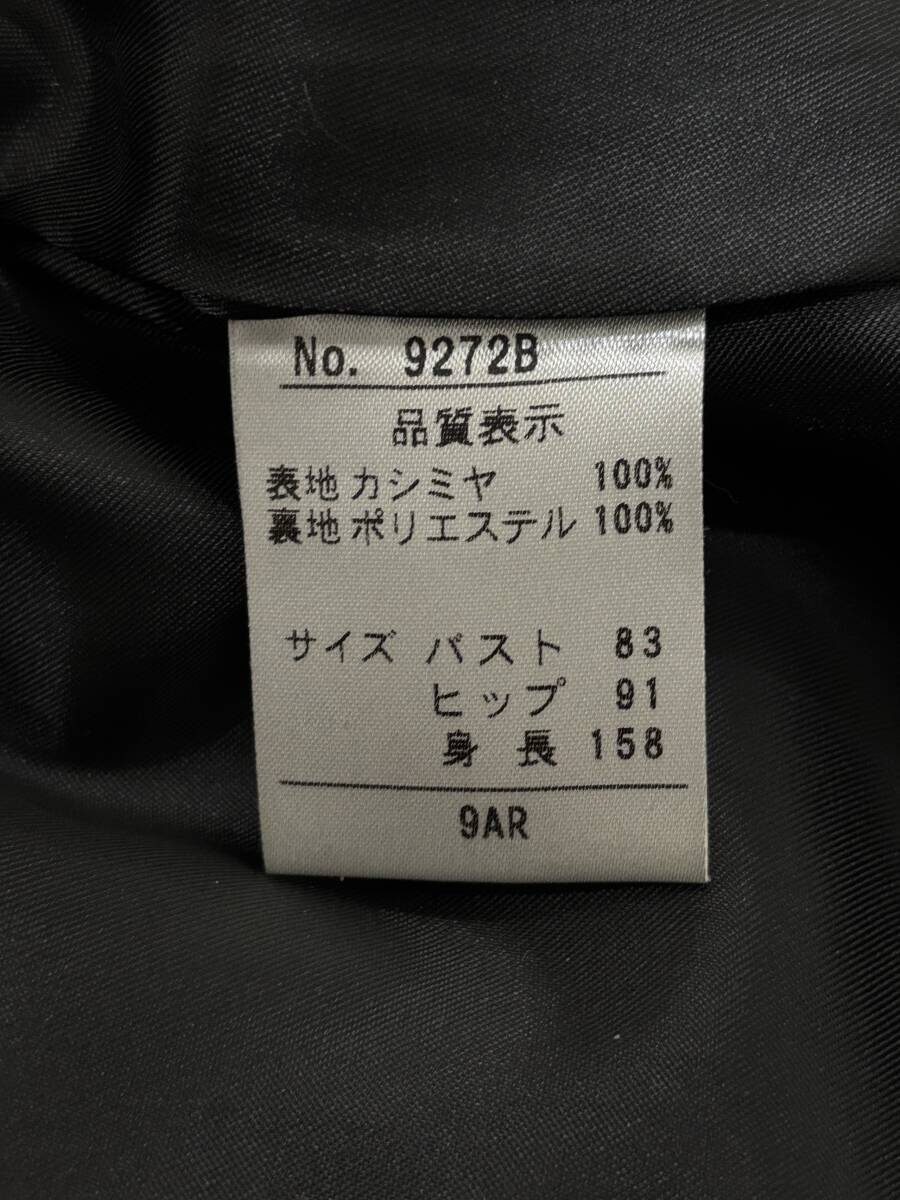 No. 9272B
品質表示
表地 カシミヤ 100%
裏地 ポリエステル 100%
サイズ バスト 83
ヒップ 91
身長 158
9AR